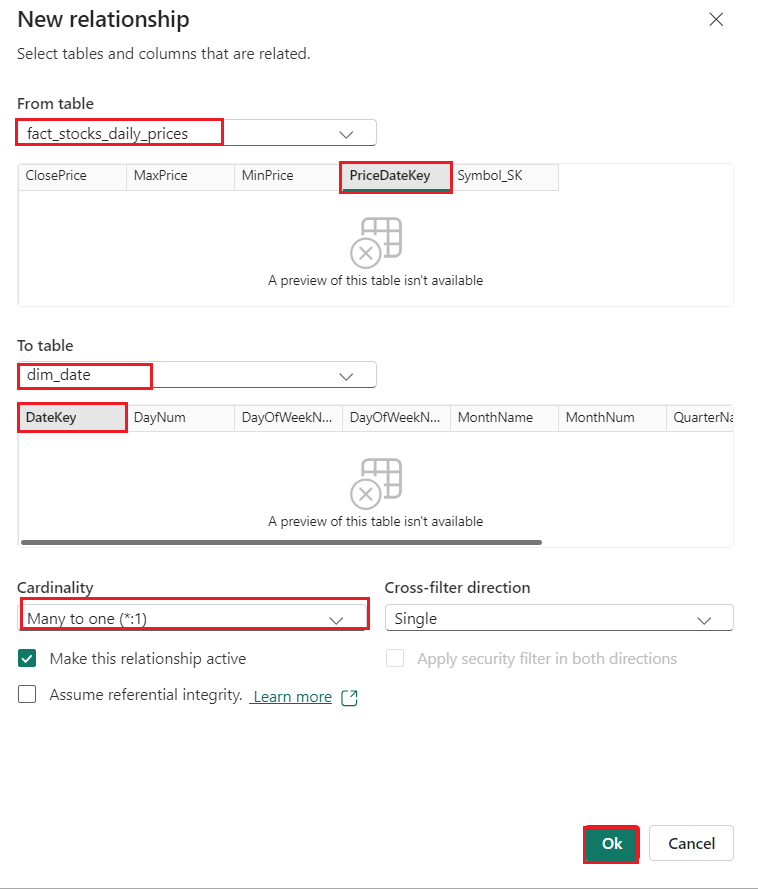 New relationship
Select tables and columns that are related.
From table
fact_stocks_daily_prices
ClosePrice MaxPrice MinPrice PriceDateKey Symbol_SK
A preview of this table isn't available
To table
dim_date
DateKey DayNum DayOfWeekN... DayOfWeekN... MonthName MonthNum QuarterNa
A preview of this table isn't available
Cardinality Cross-filter direction
Many to one (*:1) Single
Make this relationship active Apply security filter in both directions
Assume referential integrity. Learn more
Ok Cancel